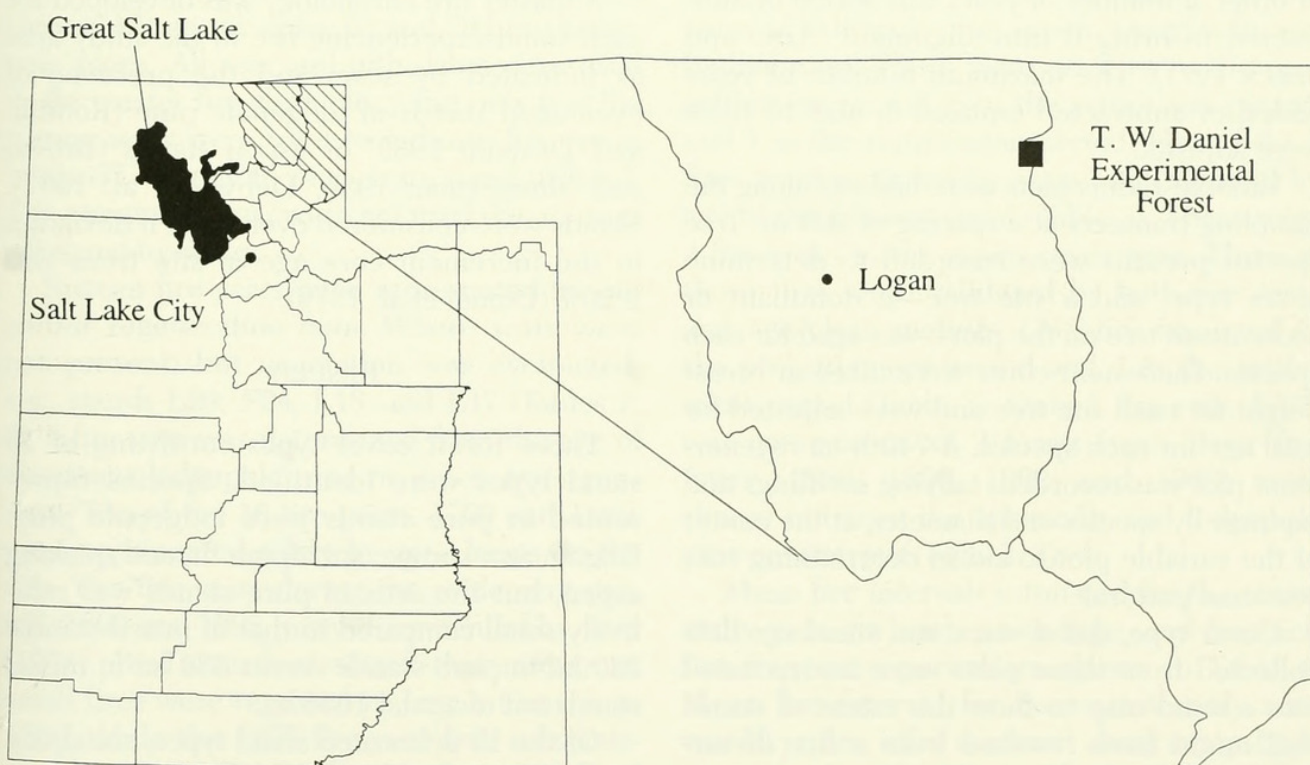 Great Salt Lake
Salt Lake City
T. W. Daniel
Experimental
Forest
Logan